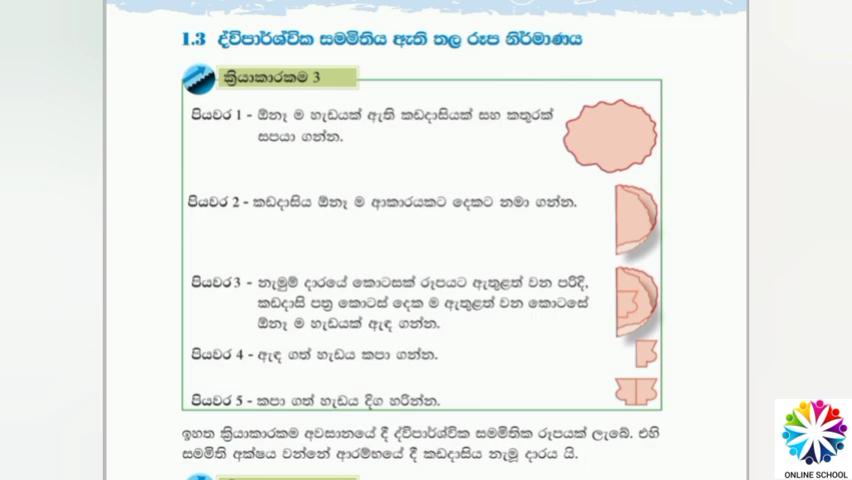 1.3 ද්විපාර්ශ්වික සමමිතිය ඇති තල රූප නිර්මාණය
ක්‍රියාකාරකම 3
පියවර 1 - ඕනෑ ම හැඩයක් ඇති කඩදාසියක් සහ කතුරක්
සපයා ගන්න.
පියවර 2 - කඩදාසිය ඕනෑ ම ආකාරයකට දෙකට නමා ගන්න.
පියවර 3 - නැමුම් දාරයේ කොටසක් රූපයට ඇතුළත් වන පරිදි,
කඩදාසි පත්‍ර කොටස් දෙක ම ඇතුළත් වන කොටසේ
ඕනෑ ම හැඩයක් ඇඳ ගන්න.
පියවර 4 - ඇඳ ගත් හැඩය කපා ගන්න.
පියවර 5 - කපා ගත් හැඩය දිග හරින්න.
ඉහත ක්‍රියාකාරකම අවසානයේ දී ද්විපාර්ශ්වික සමමිතික රූපයක් ලැබේ. එහි
සමමිති අක්ෂය වන්නේ ආරම්භයේ දී කඩදාසිය නැමූ දාරය යි.
ONLINE SCHOOL